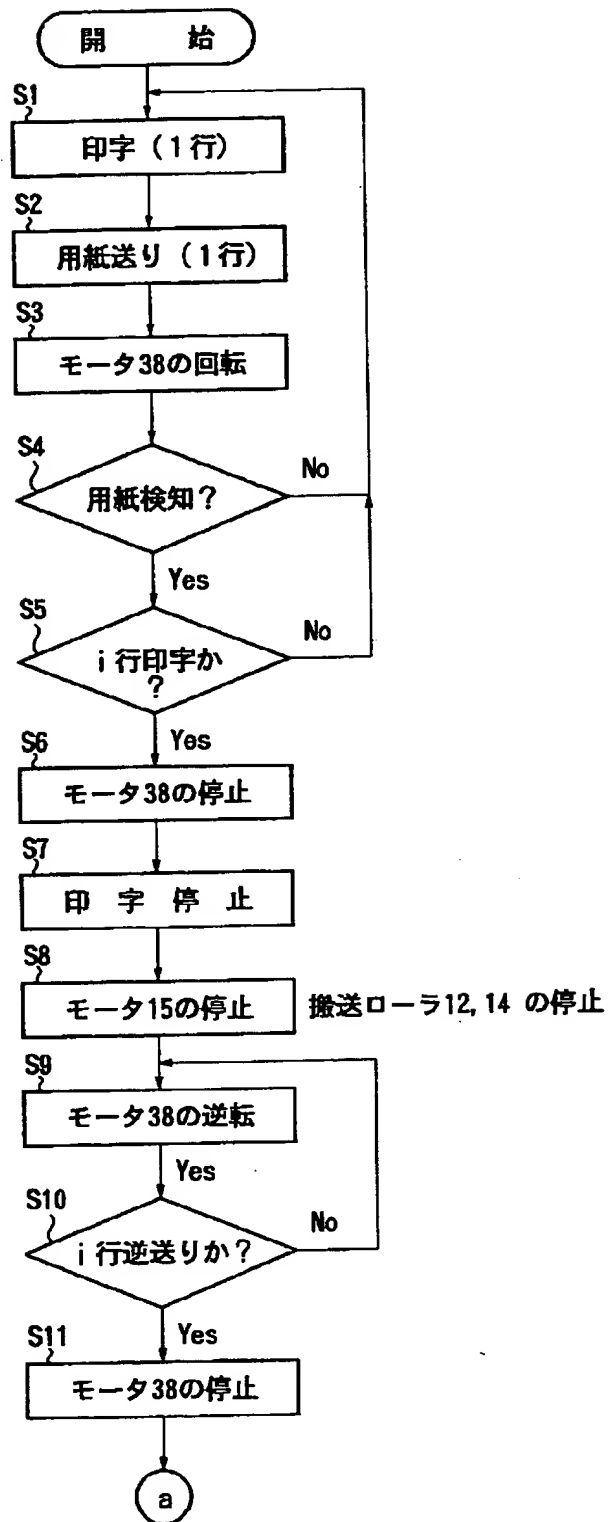 開 始
S1
印字（1行）
S2
用紙送り（1行）
S3
モータ38の回転
S4
用紙検知？
No
Yes
S5
i行印字か
？
No
Yes
S6
モータ38の停止
S7
印 字 停 止
S8
モータ15の停止 搬送ローラ12,14 の停止
S9
モータ38の逆転
Yes
S10
i行逆送りか？
No
Yes
S11
モータ38の停止
a